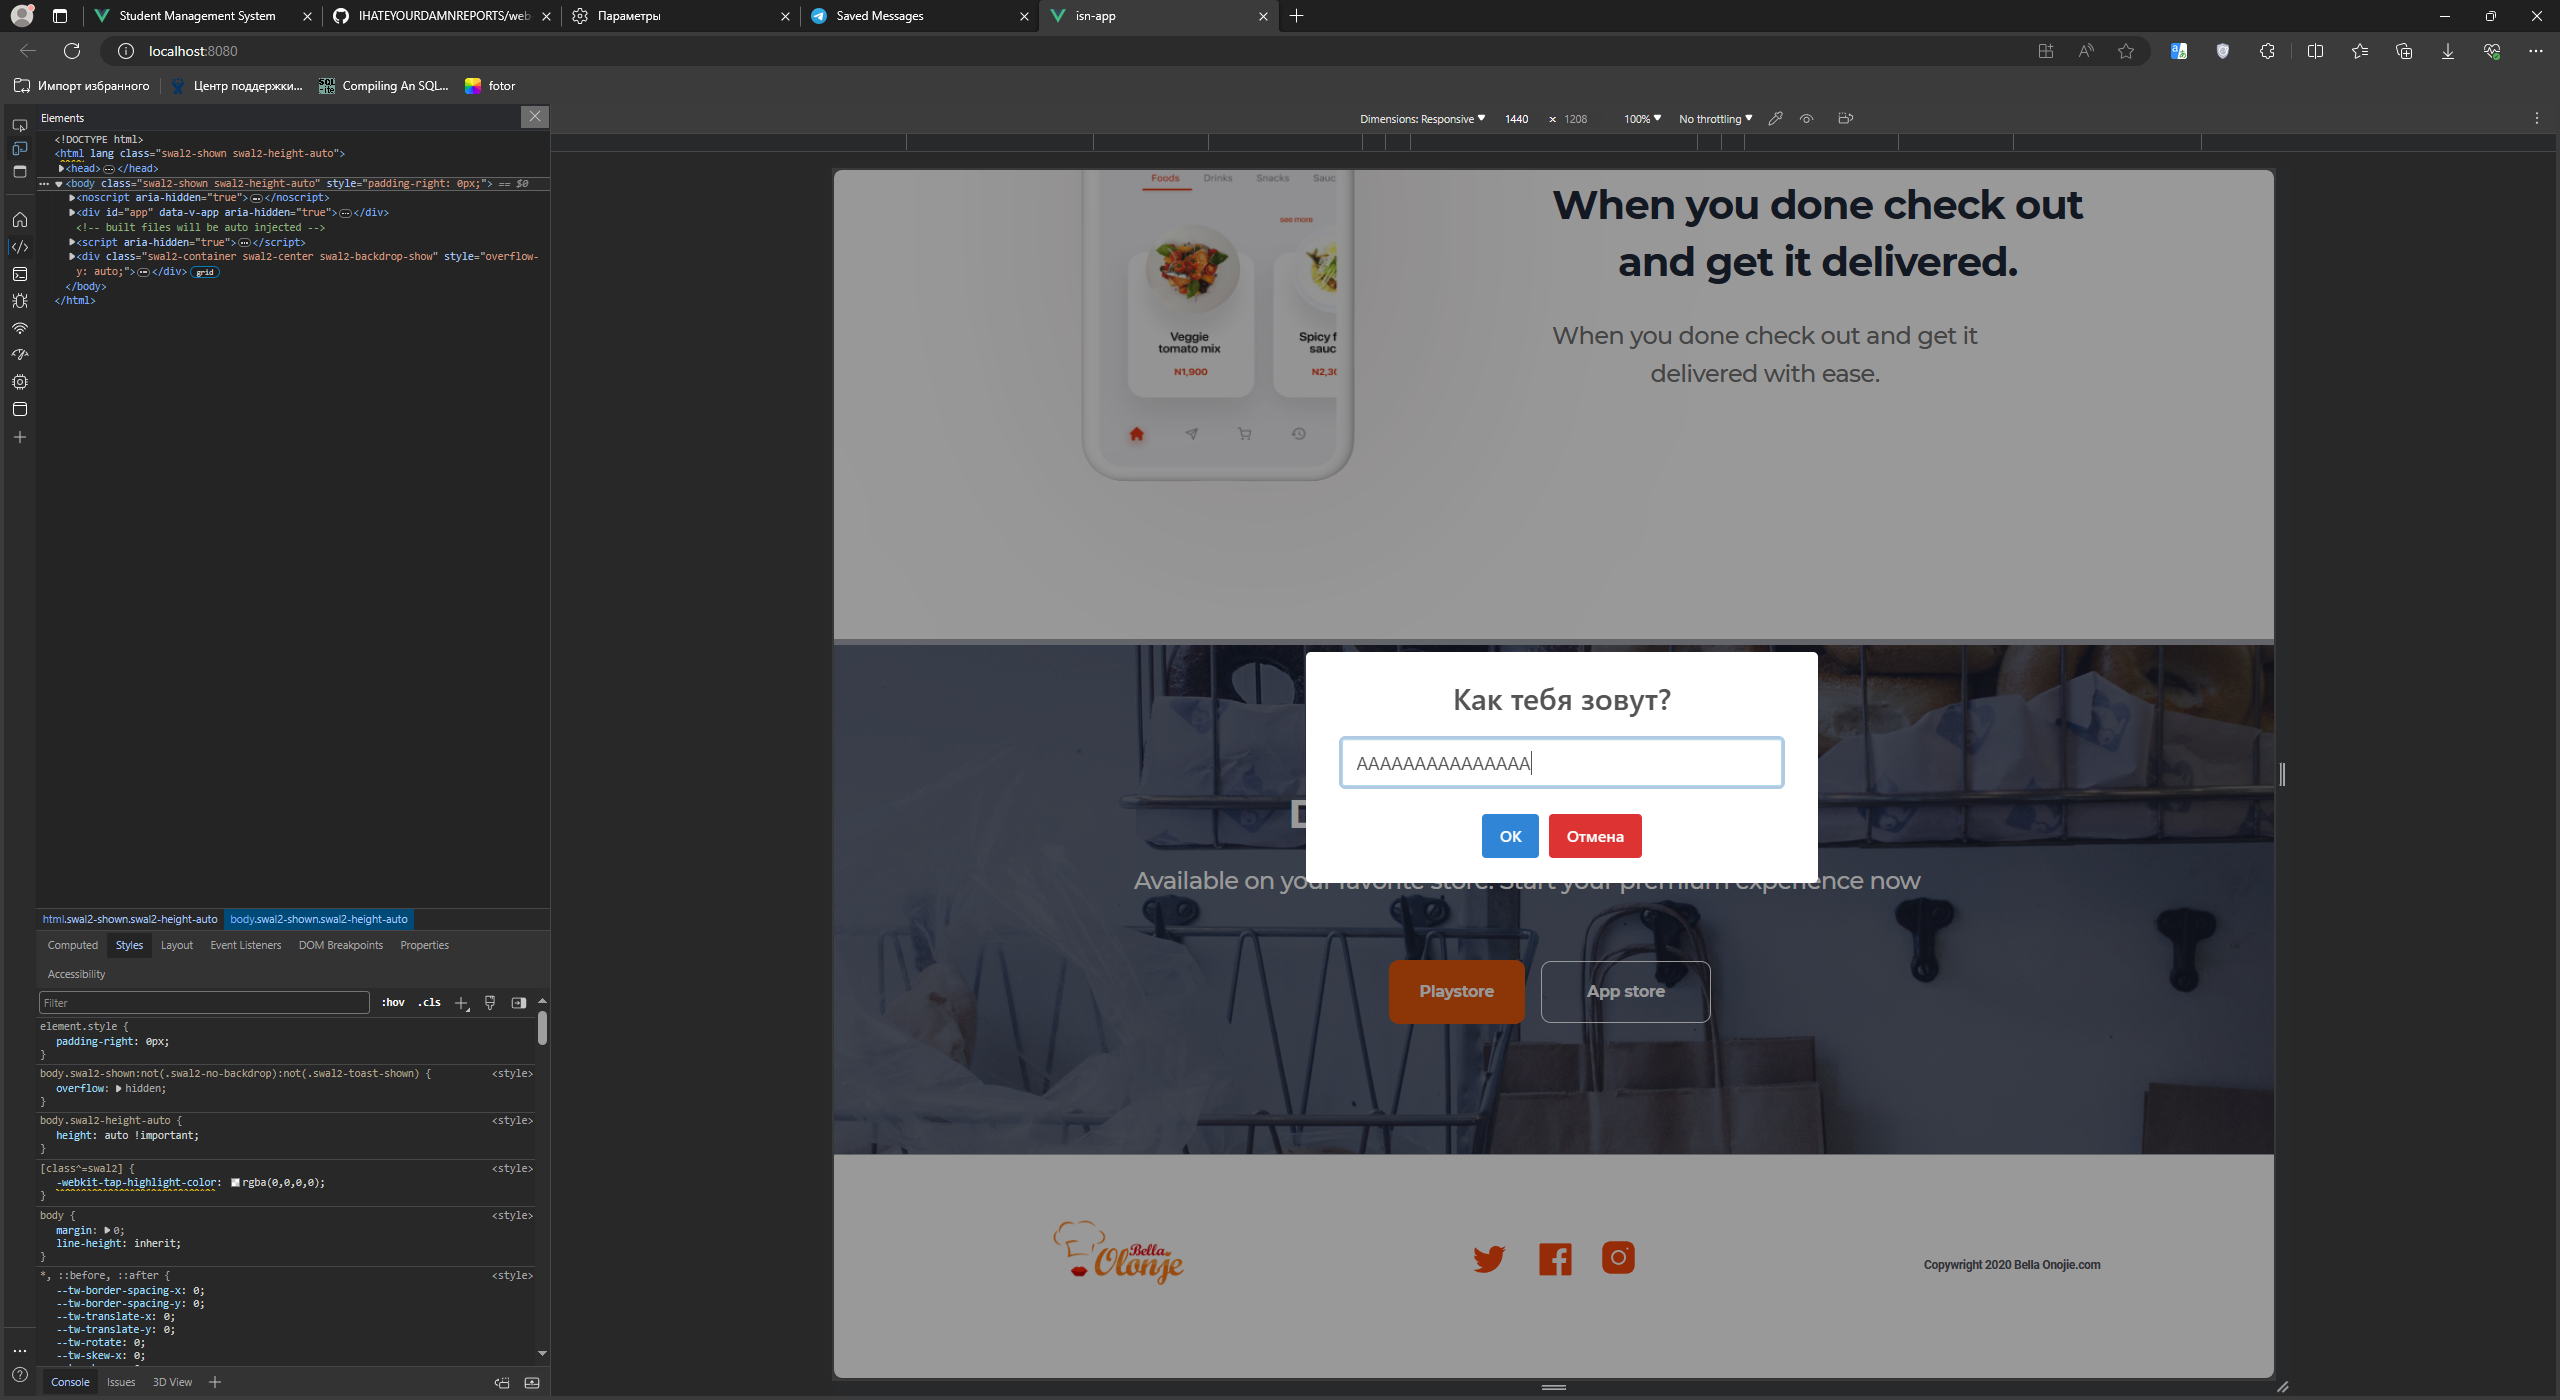 Student Management System
IHATEYOURDAMNREPORTS/web
Параметры
Saved Messages
isn-app
localhost:8080
Импорт избранного
Центр поддержки...
Compiling An SQL...
fotor
Elements
Dimensions: Responsive
1440
×
1208
100%
No throttling
<!DOCTYPE html>
<html lang class="swal2-shown swal2-height-auto">
<head>…</head>
<body class="swal2-shown swal2-height-auto" style="padding-right: 0px;"> == $0
<noscript aria-hidden="true">…</noscript>
<div id="app" data-v-app aria-hidden="true">…</div>
<!-- built files will be auto injected -->
<script aria-hidden="true">…</script>
<div class="swal2-container swal2-center swal2-backdrop-show" style="overflow-
y: auto;">…</div> grid
</body>
</html>
html.swal2-shown.swal2-height-auto
body.swal2-shown.swal2-height-auto
Computed
Styles
Layout
Event Listeners
DOM Breakpoints
Properties
Accessibility
Filter
:hov
.cls
element.style {
padding-right: 0px;
}
body.swal2-shown:not(.swal2-no-backdrop):not(.swal2-toast-shown) { <style>
overflow: hidden;
}
body.swal2-height-auto { <style>
height: auto !important;
}
[class^=swal2] { <style>
-webkit-tap-highlight-color: rgba(0,0,0,0);
}
body { <style>
margin: 0;
line-height: inherit;
}
*, ::before, ::after { <style>
--tw-border-spacing-x: 0;
--tw-border-spacing-y: 0;
--tw-translate-x: 0;
--tw-translate-y: 0;
--tw-rotate: 0;
--tw-skew-x: 0;
Console
Issues
3D View
Foods
Drinks
Snacks
Sauc
see more
Veggie
tomato mix
N1,900
Spicy f
sauc
N2,30
When you done check out
and get it delivered.
When you done check out and get it
delivered with ease.
Как тебя зовут?
AAAAAAAAAAAAAAA
OK
Отмена
D
Available on your favorite store. Start your premium experience now
Playstore
App store
Bella
Olonje
Copywright 2020 Bella Onojie.com